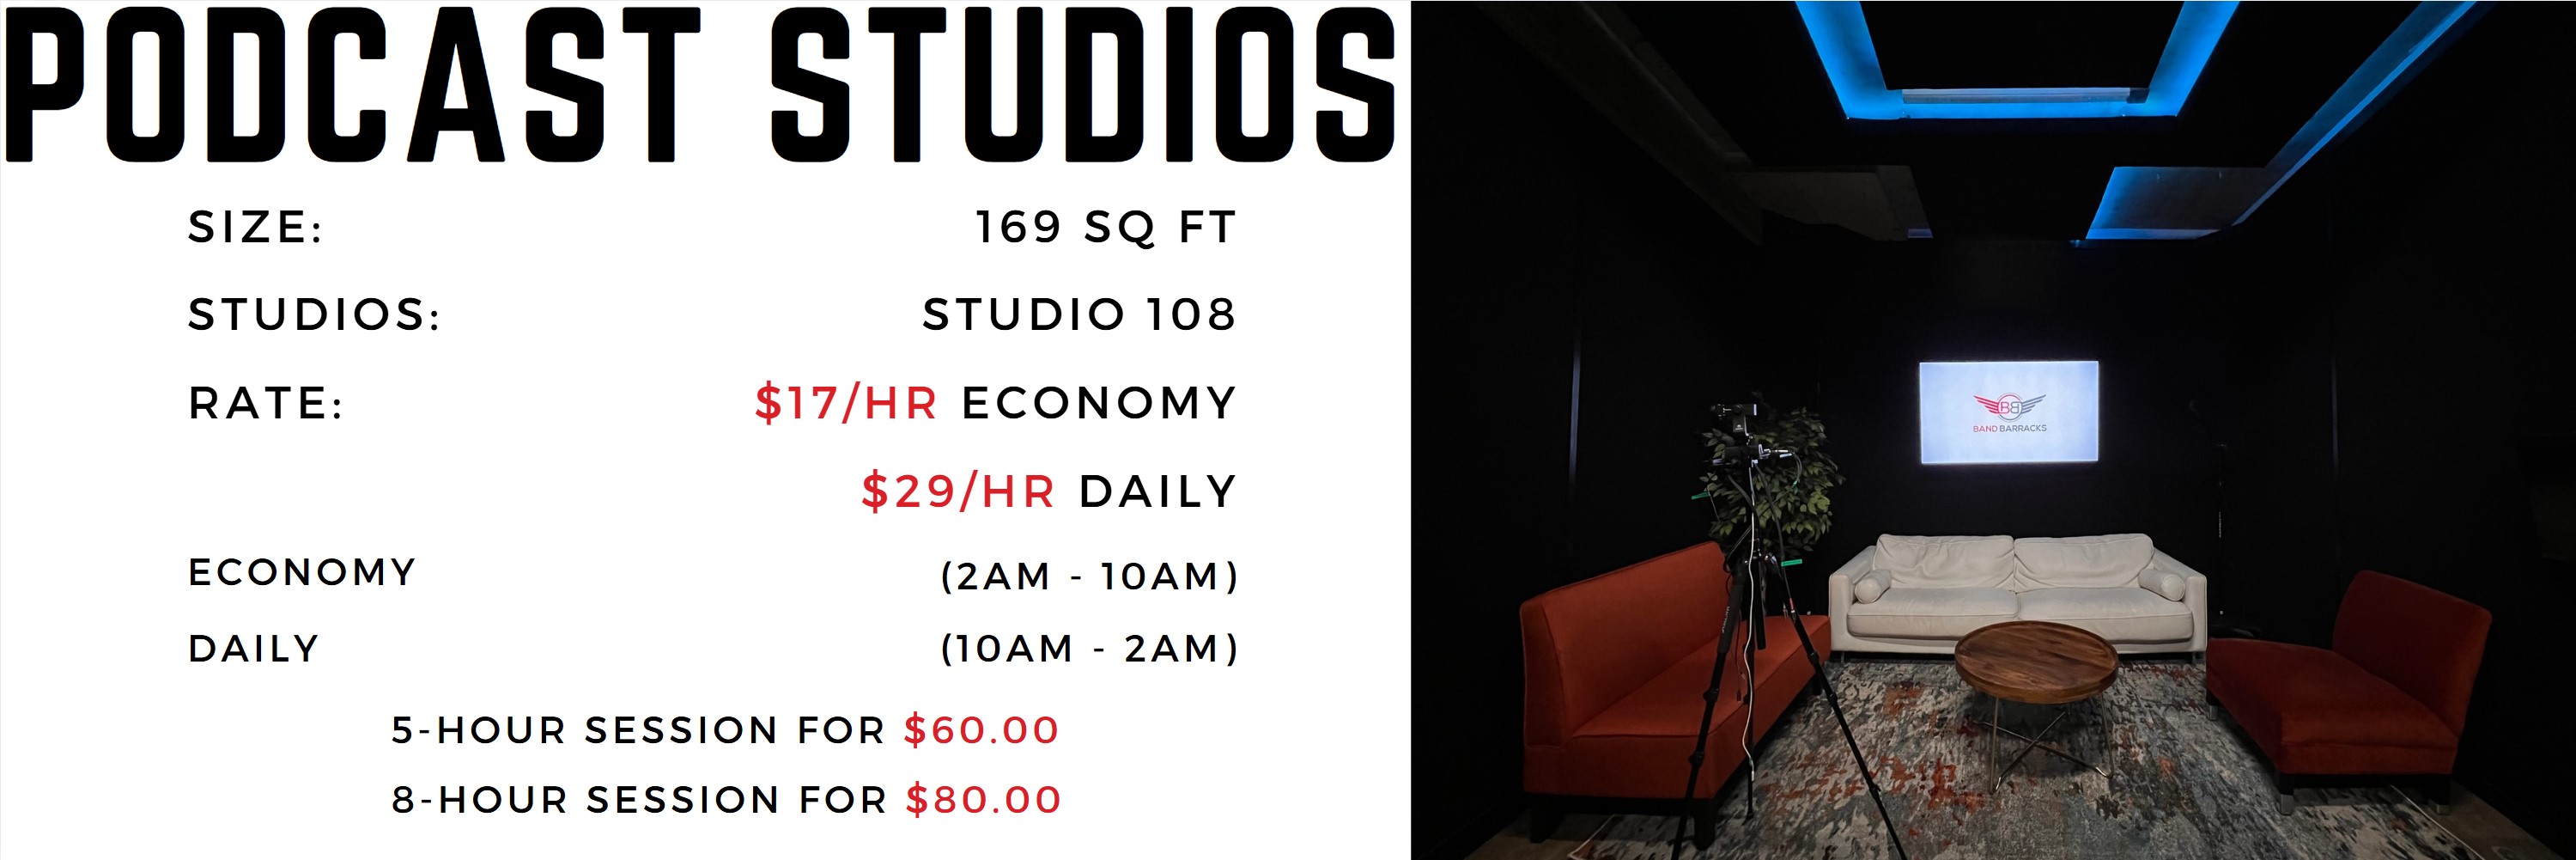 PODCAST STUDIOS
SIZE: 169 SQ FT
STUDIOS: STUDIO 108
RATE: $17/HR ECONOMY
$29/HR DAILY
ECONOMY (2AM - 10AM)
DAILY (10AM - 2AM)
5-HOUR SESSION FOR $60.00
8-HOUR SESSION FOR $80.00
BB
BAND BARRACKS